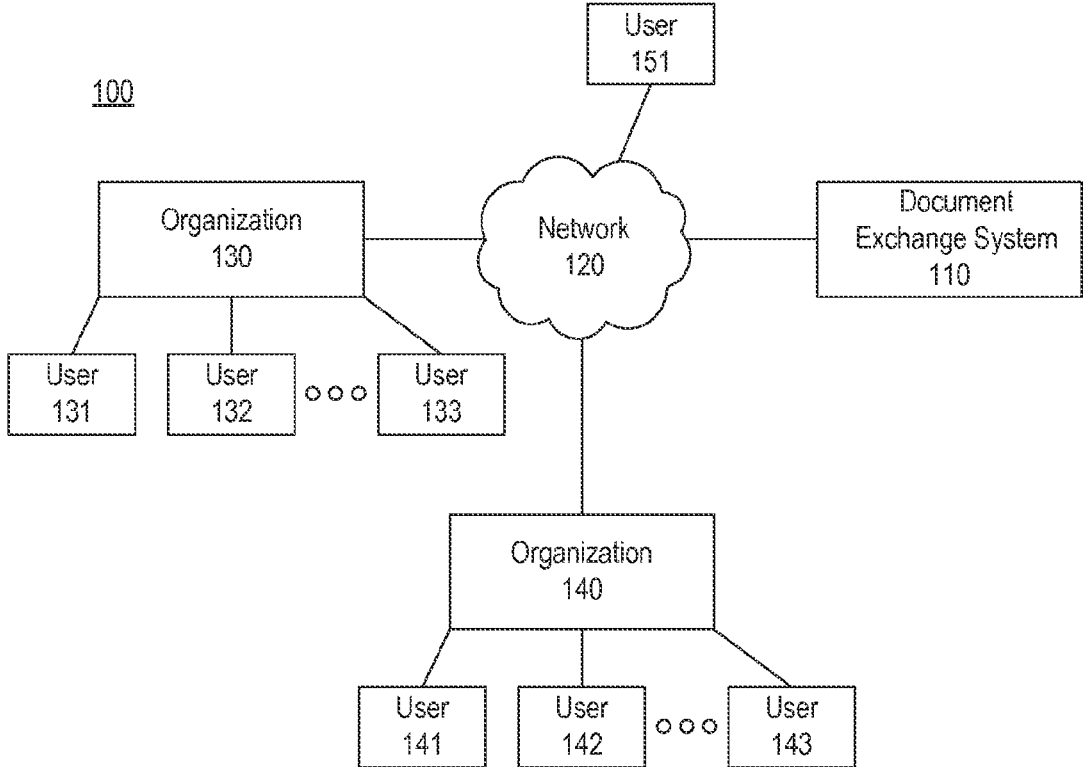 User
151
100
Organization
130
Network
120
Document
Exchange System
110
User
131
User
132
User
133
Organization
140
User
141
User
142
User
143